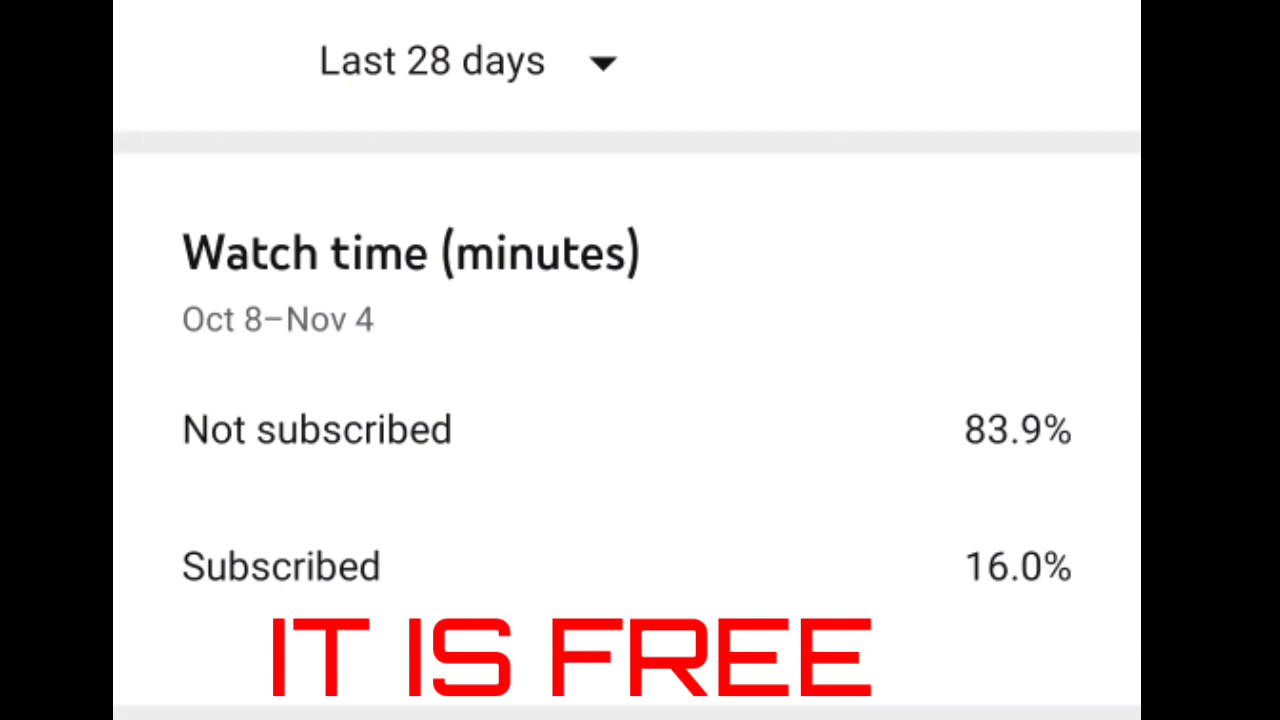 Last 28 days
Watch time (minutes)
Oct 8–Nov 4
Not subscribed 83.9%
Subscribed 16.0%
IT IS FREE